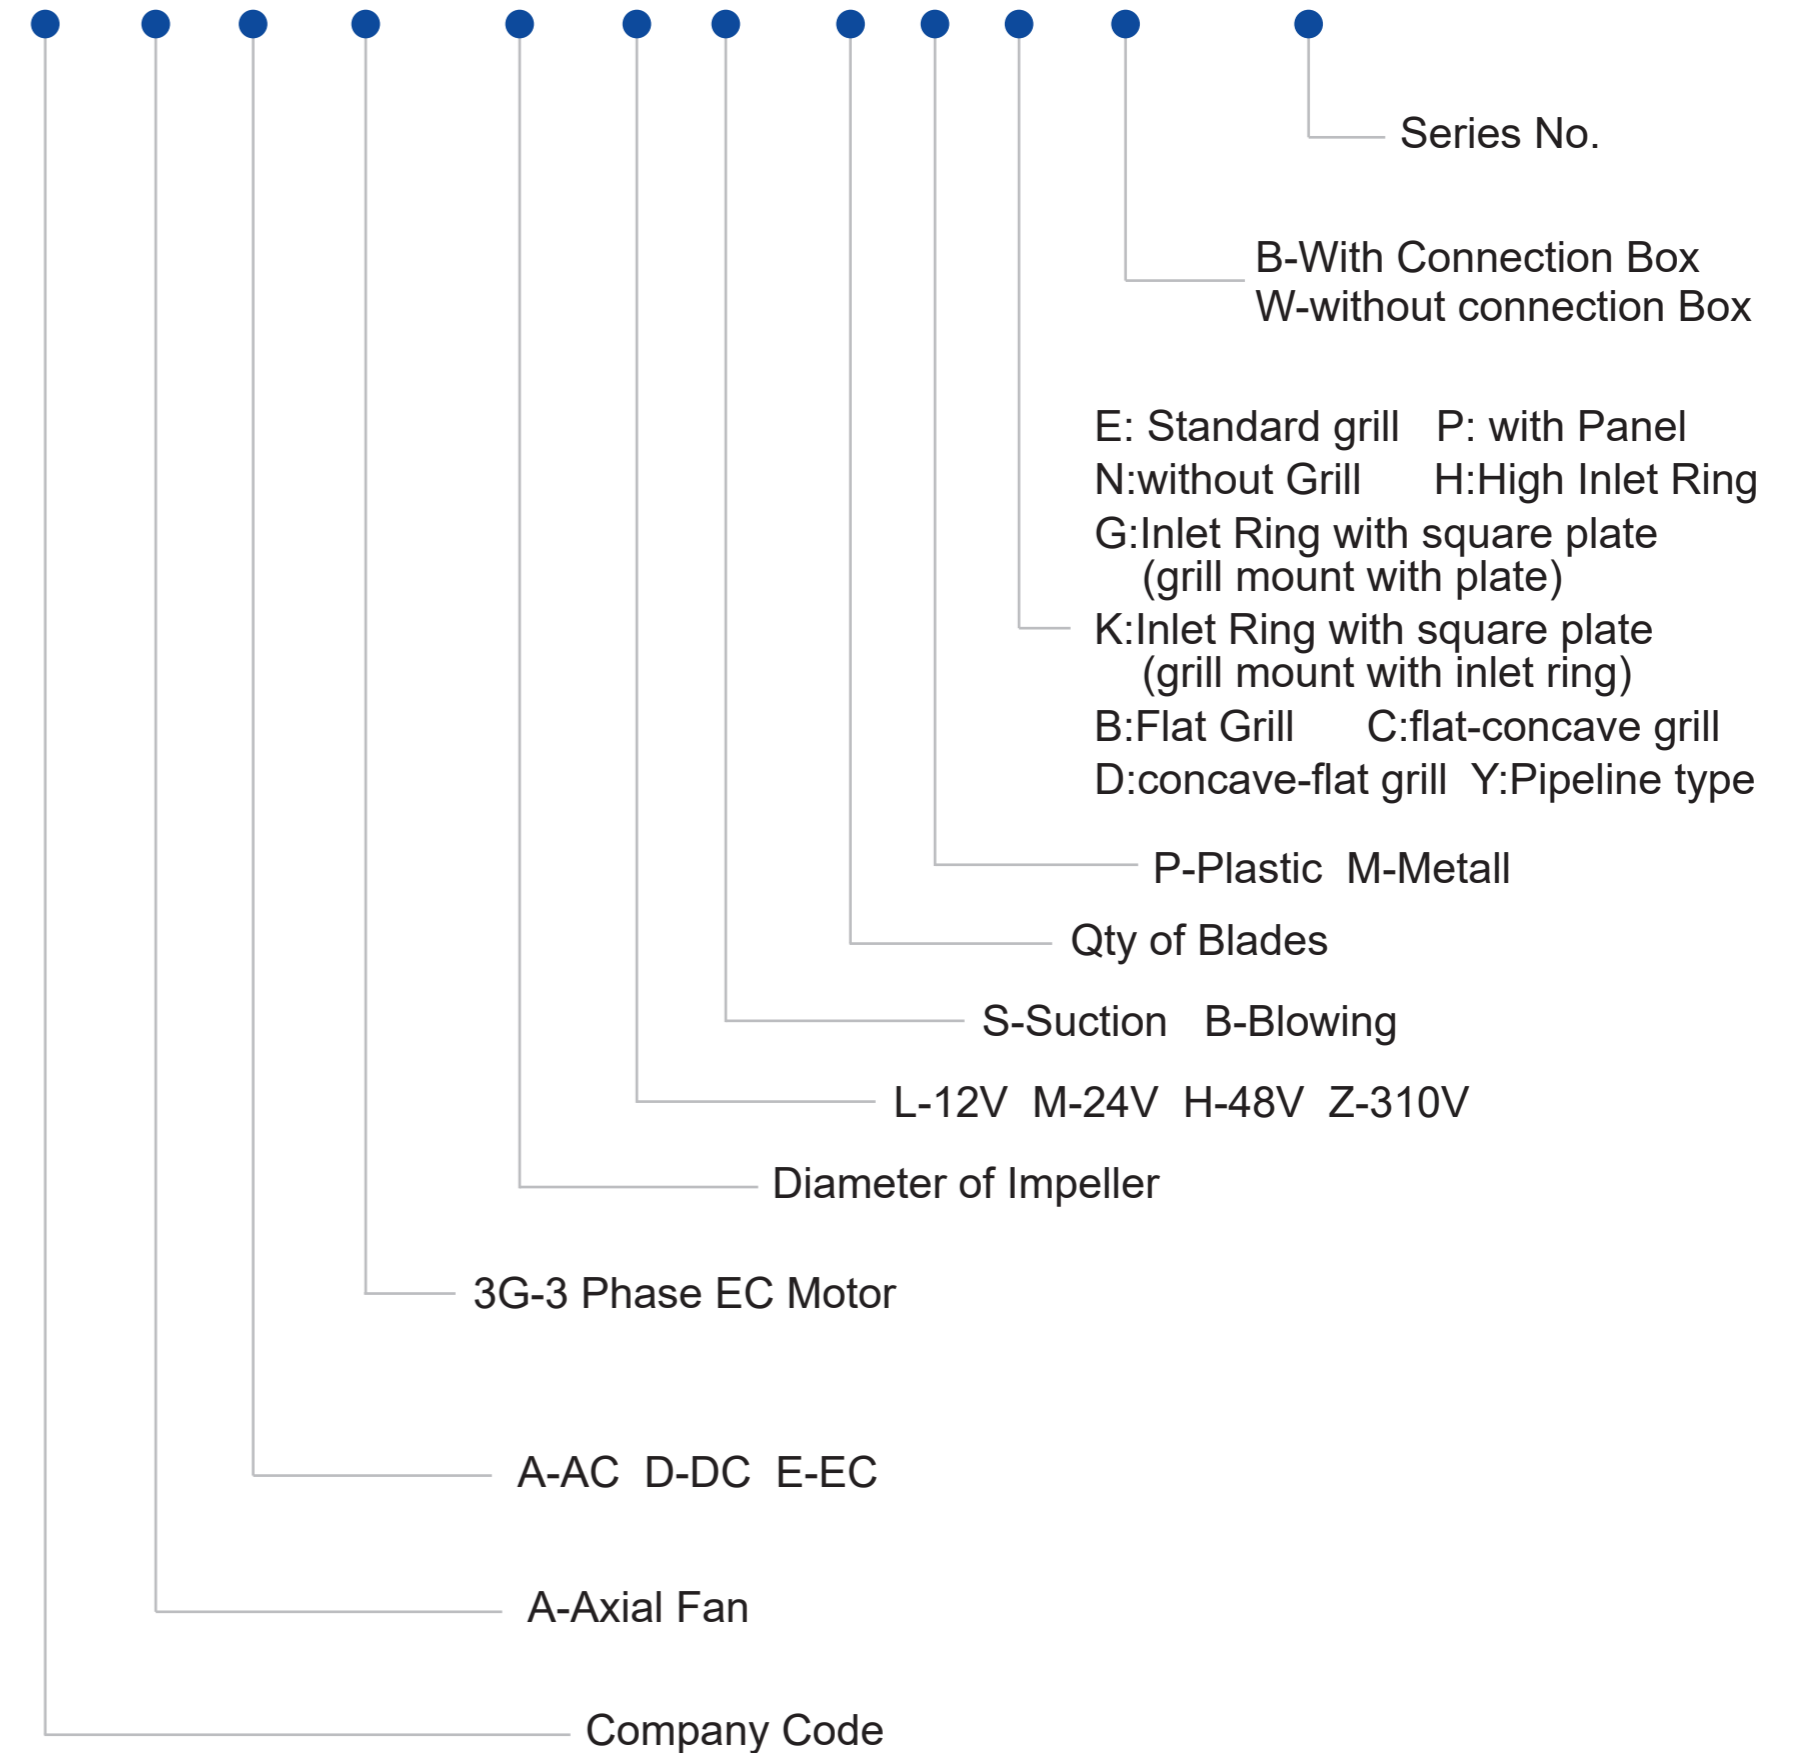 Series No.
B-With Connection Box
W-without connection Box
E: Standard grill P: with Panel
N:without Grill H:High Inlet Ring
G:Inlet Ring with square plate
(grill mount with plate)
K:Inlet Ring with square plate
(grill mount with inlet ring)
B:Flat Grill C:flat-concave grill
D:concave-flat grill Y:Pipeline type
P-Plastic M-Metall
Qty of Blades
S-Suction B-Blowing
L-12V M-24V H-48V Z-310V
Diameter of Impeller
3G-3 Phase EC Motor
A-AC D-DC E-EC
A-Axial Fan
Company Code